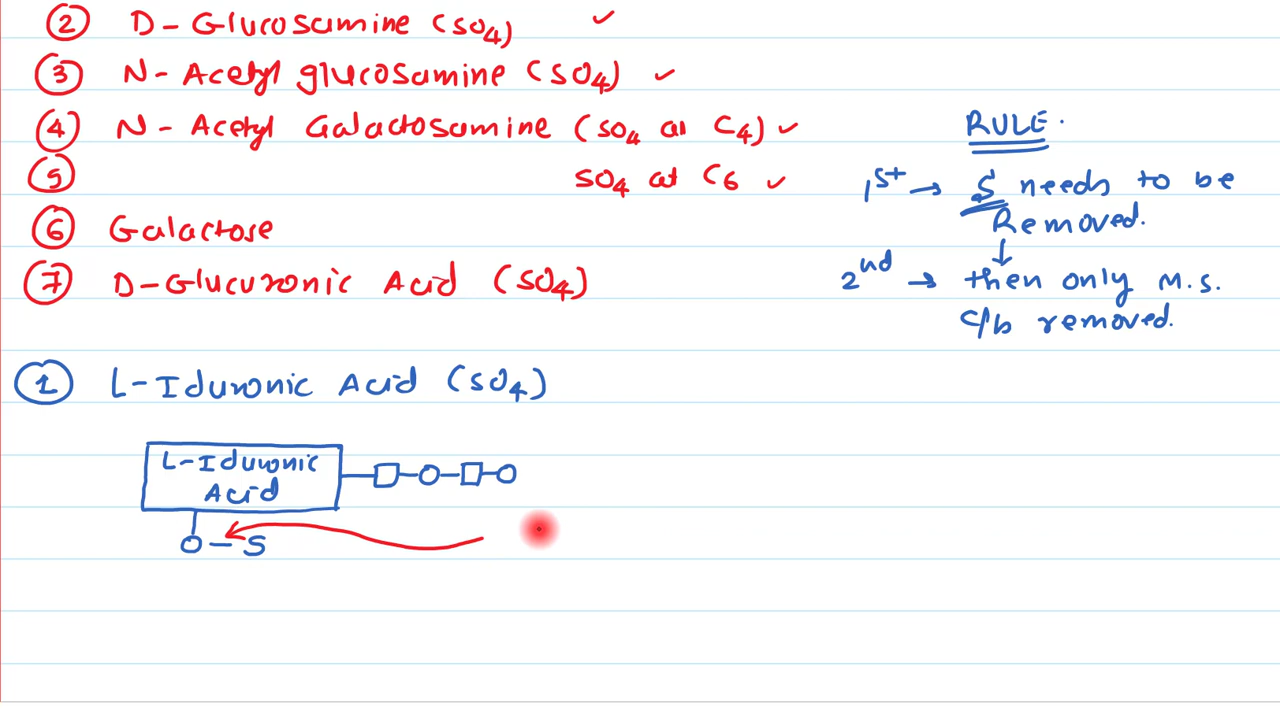 ② D-Glucosamine (SO4) ✓
③ N-Acetyl glucosamine (SO4) ✓
④ N-Acetyl Galactosamine (SO4 at C4) ✓
⑤ SO4 at C6 ✓
⑥ Galactose
⑦ D-Glucuronic Acid (SO4)
RULE.
1st → S needs to be
Removed.
↓
2nd → then only M.S.
c/b removed.
① L-Iduronic Acid (SO4)
L-Iduronic
Acid
O-S